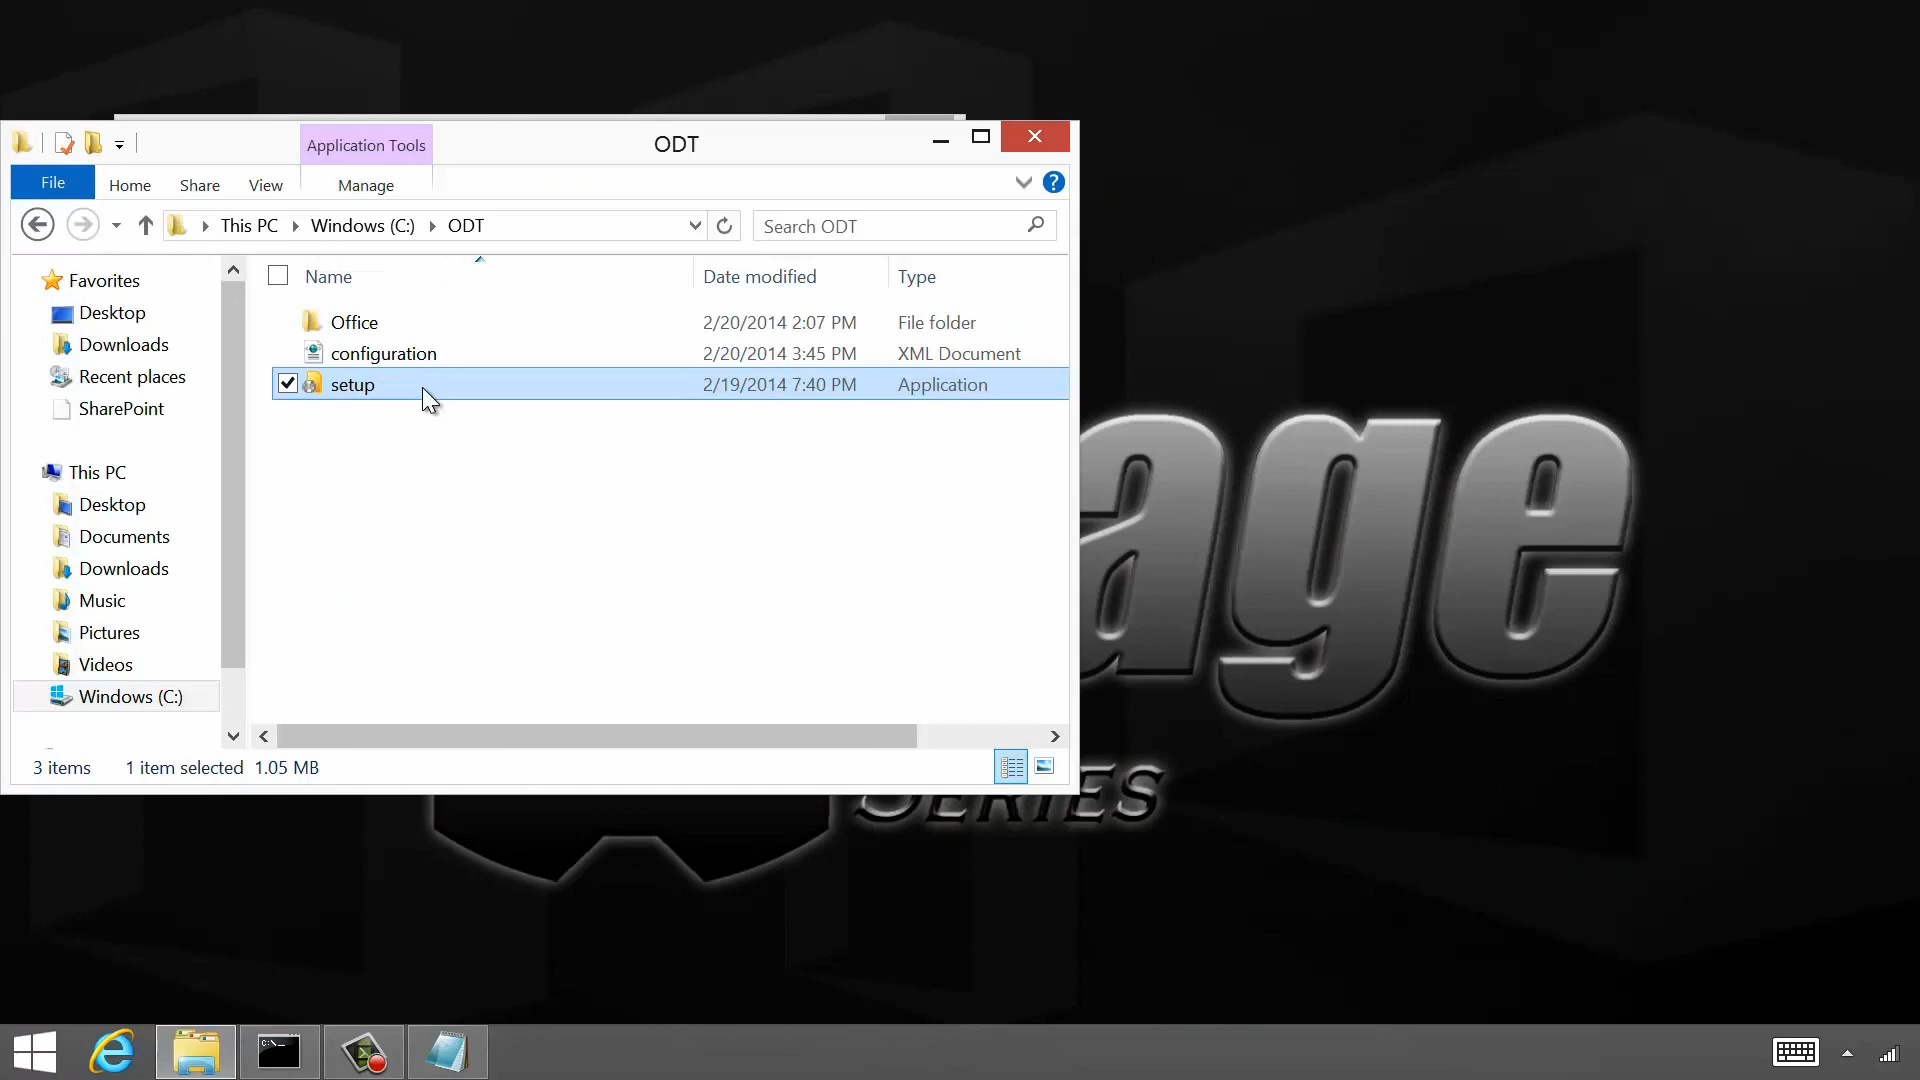 Application Tools
ODT
File
Home
Share
View
Manage
This PC
Windows (C:)
ODT
Search ODT
Name
Date modified
Type
Favorites
Desktop
Downloads
Recent places
SharePoint
This PC
Desktop
Documents
Downloads
Music
Pictures
Videos
Windows (C:)
Office 2/20/2014 2:07 PM File folder
configuration 2/20/2014 3:45 PM XML Document
setup 2/19/2014 7:40 PM Application
3 items 1 item selected 1.05 MB
age
SERIES
C:\_